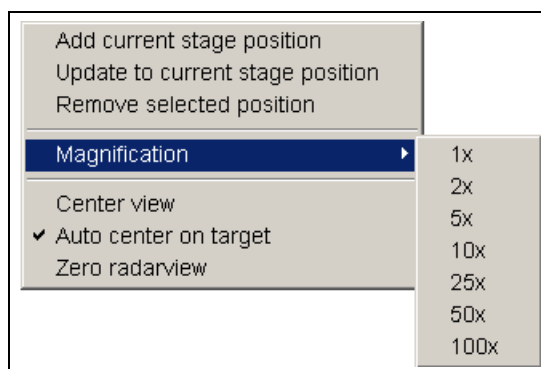 Add current stage position
Update to current stage position
Remove selected position
Magnification
1x
2x
5x
10x
25x
50x
100x
Center view
Auto center on target
Zero radarview